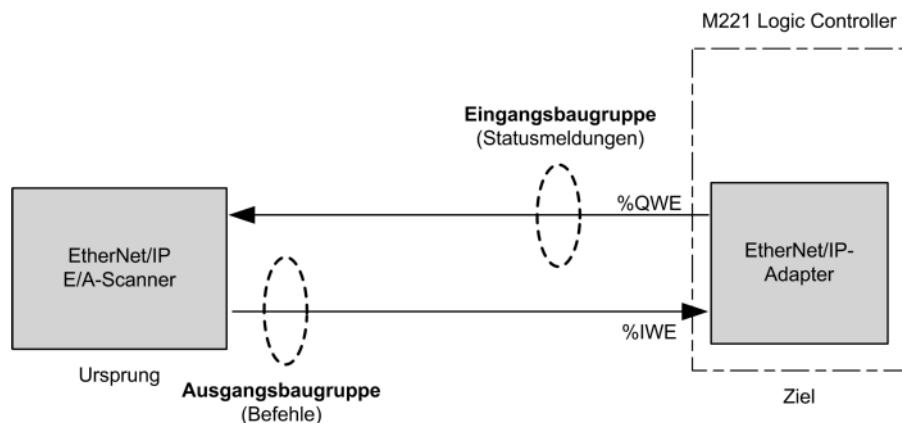 M221 Logic Controller
Eingangsbaugruppe
(Statusmeldungen)
%QWE
EtherNet/IP
E/A-Scanner
EtherNet/IP-
Adapter
%IWE
Ursprung
Ausgangsbaugruppe
(Befehle)
Ziel